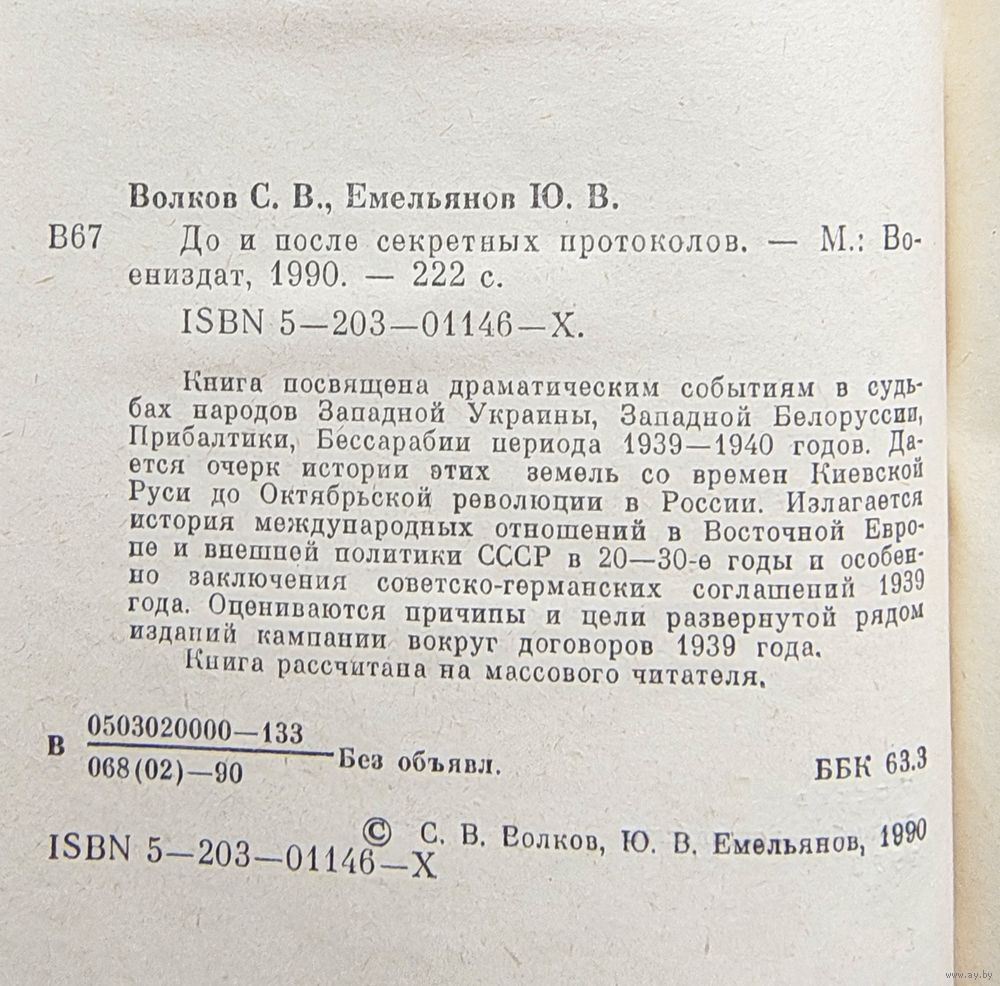 Волков С. В., Емельянов Ю. В.
В67 До и после секретных протоколов. — М.: Во-
ениздат, 1990. — 222 с.
ISBN 5—203—01146—X.
Книга посвящена драматическим событиям в судь-
бах народов Западной Украины, Западной Белоруссии,
Прибалтики, Бессарабии периода 1939—1940 годов. Да-
ется очерк истории этих земель со времен Киевской
Руси до Октябрьской революции в России. Излагается
история международных отношений в Восточной Евро-
пе и внешней политики СССР в 20—30-е годы и особен-
но заключения советско-германских соглашений 1939
года. Оцениваются причины и цели развернутой рядом
изданий кампании вокруг договоров 1939 года.
Книга рассчитана на массового читателя.
В 0503020000—133
068(02)—90
Без объявл.
ББК 63.3
© С. В. Волков, Ю. В. Емельянов, 1990
ISBN 5—203—01146—X
www.ay.by